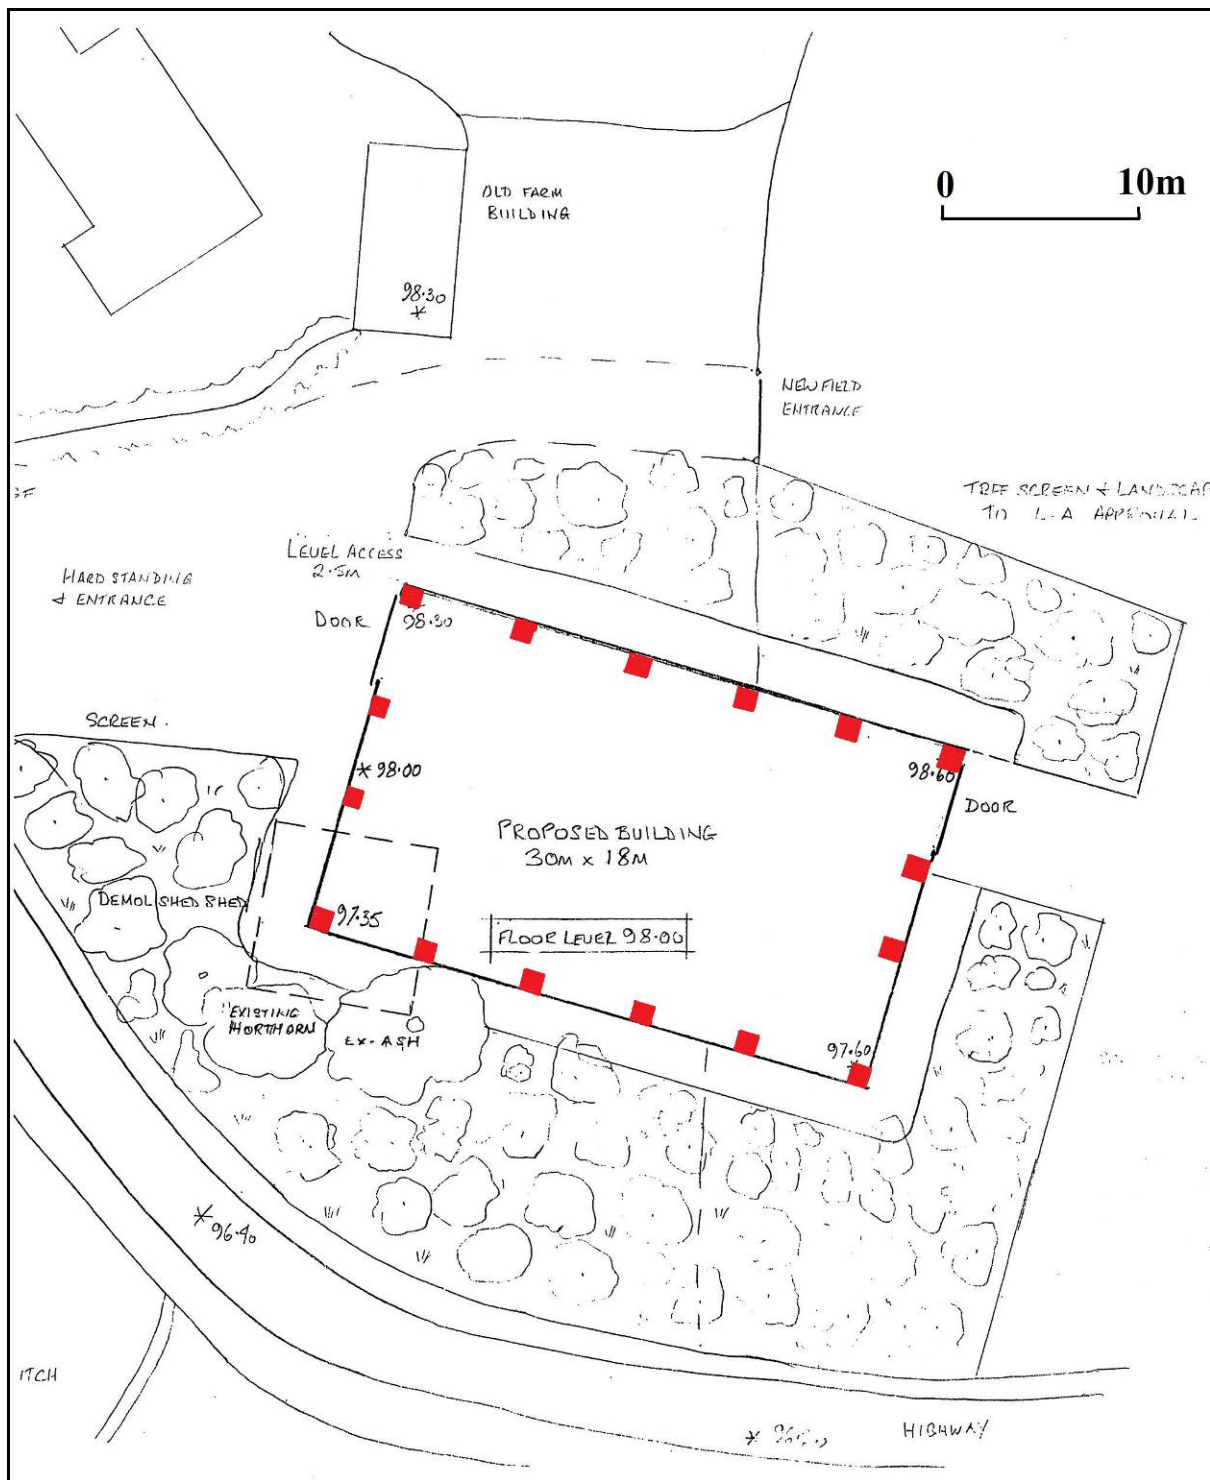 0 10m
OLD FARM
BUILDING
98.30
NEW FIELD
ENTRANCE
TREE SCREEN & LANDSCAP
TO L.A APPROVAL
LEVEL ACCESS
2.5M
HARD STANDING
& ENTRANCE
DOOR
98.30
SCREEN.
98.00
98.60
DOOR
PROPOSED BUILDING
30M x 18M
DEMOLSHED SHED
97.35
FLOOR LEVEL 98.00
EXISTING
HORTHORN
EX-ASH
97.60
96.40
ITCH
HIGHWAY